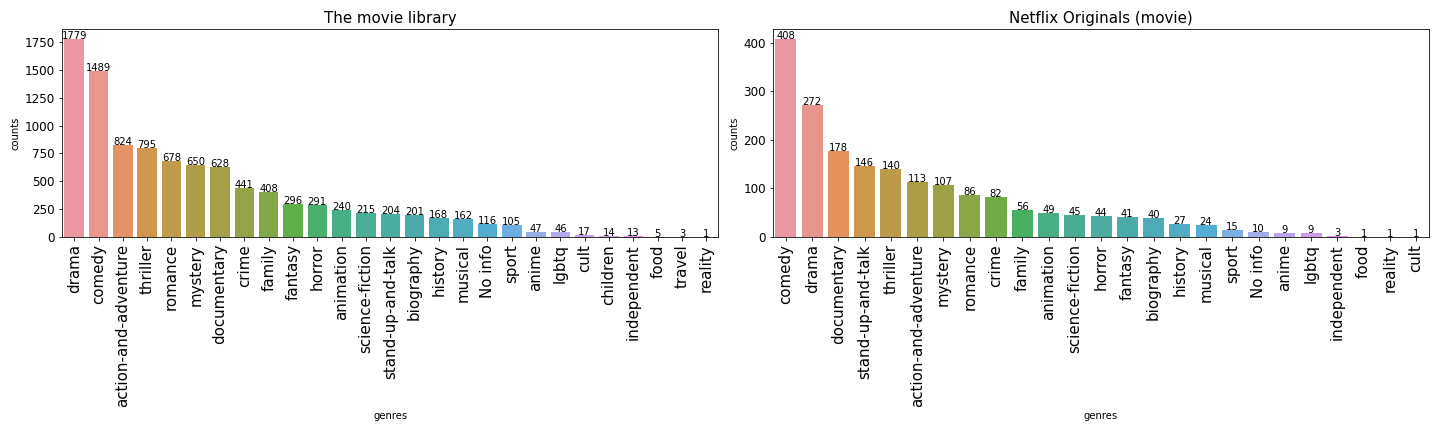 The movie library
counts
1750
1500
1250
1000
750
500
250
0
1779
1489
824
795
678
650
628
441
408
296
291
240
215
204
201
168
162
116
105
47
46
17
14
13
5
3
1
drama
comedy
action-and-adventure
thriller
romance
mystery
documentary
crime
family
fantasy
horror
animation
science-fiction
stand-up-and-talk
biography
history
musical
No info
sport
anime
lgbtq
cult
children
independent
food
travel
reality
genres
Netflix Originals (movie)
counts
400
300
200
100
0
408
272
178
146
140
113
107
86
82
56
49
45
44
41
40
27
24
15
10
9
9
3
1
1
1
comedy
drama
documentary
stand-up-and-talk
thriller
action-and-adventure
mystery
romance
crime
family
animation
science-fiction
horror
fantasy
biography
history
musical
sport
No info
anime
lgbtq
independent
food
reality
cult
genres